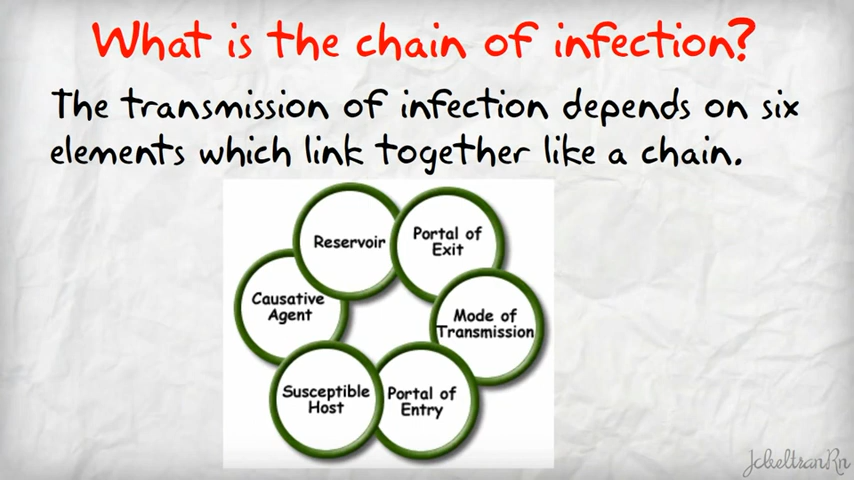 What is the chain of infection?
The transmission of infection depends on six
elements which link together like a chain.
Reservoir
Portal of
Exit
Causative
Agent
Mode of
Transmission
Susceptible
Host
Portal of
Entry
JcbeltranRn